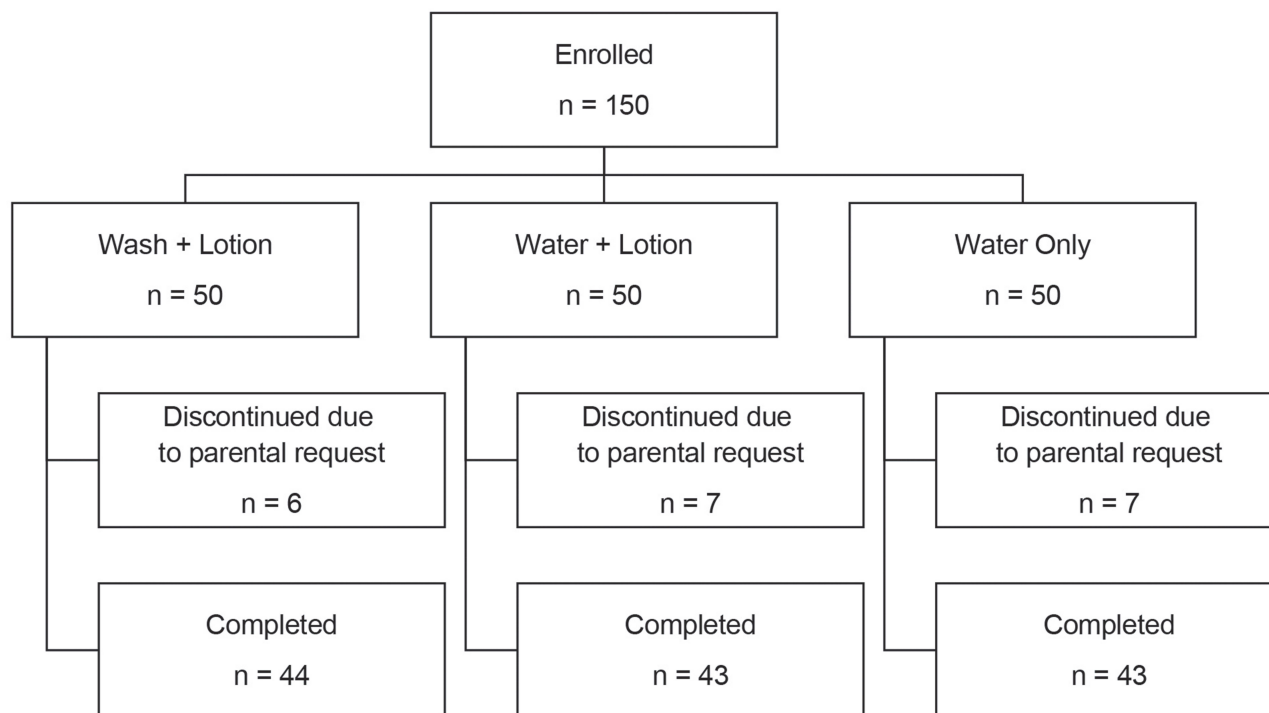 Enrolled
n = 150
Wash + Lotion
n = 50
Water + Lotion
n = 50
Water Only
n = 50
Discontinued due
to parental request
n = 6
Discontinued due
to parental request
n = 7
Discontinued due
to parental request
n = 7
Completed
n = 44
Completed
n = 43
Completed
n = 43